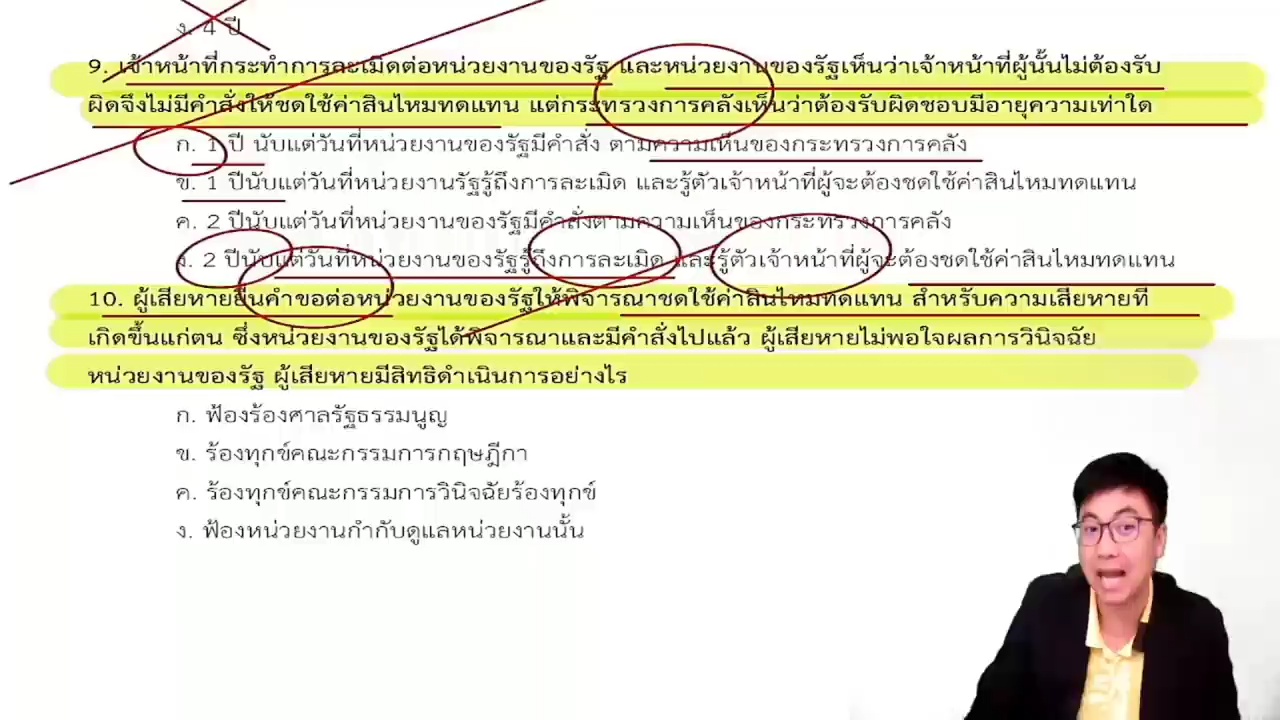 ง. 4 ปี
9. เจ้าหน้าที่กระทำการละเมิดต่อหน่วยงานของรัฐ และหน่วยงานของรัฐเห็นว่าเจ้าหน้าที่ผู้นั้นไม่ต้องรับ
ผิดจึงไม่มีคำสั่งให้ชดใช้ค่าสินไหมทดแทน แต่กระทรวงการคลังเห็นว่าต้องรับผิดชอบมีอายุความเท่าใด
ก. 1 ปี นับแต่วันที่หน่วยงานของรัฐมีคำสั่ง ตามความเห็นของกระทรวงการคลัง
ข. 1 ปีนับแต่วันที่หน่วยงานรัฐรู้ถึงการละเมิด และรู้ตัวเจ้าหน้าที่ผู้จะต้องชดใช้ค่าสินไหมทดแทน
ค. 2 ปีนับแต่วันที่หน่วยงานของรัฐมีคำสั่งตามความเห็นของกระทรวงการคลัง
ง. 2 ปีนับแต่วันที่หน่วยงานของรัฐรู้ถึงการละเมิด และรู้ตัวเจ้าหน้าที่ผู้จะต้องชดใช้ค่าสินไหมทดแทน
10. ผู้เสียหายยื่นคำขอต่อหน่วยงานของรัฐให้พิจารณาชดใช้ค่าสินไหมทดแทน สำหรับความเสียหายที่
เกิดขึ้นแก่ตน ซึ่งหน่วยงานของรัฐได้พิจารณาและมีคำสั่งไปแล้ว ผู้เสียหายไม่พอใจผลการวินิจฉัย
หน่วยงานของรัฐ ผู้เสียหายมีสิทธิดำเนินการอย่างไร
ก. ฟ้องร้องศาลรัฐธรรมนูญ
ข. ร้องทุกข์คณะกรรมการกฤษฎีกา
ค. ร้องทุกข์คณะกรรมการวินิจฉัยร้องทุกข์
ง. ฟ้องหน่วยงานกำกับดูแลหน่วยงานนั้น